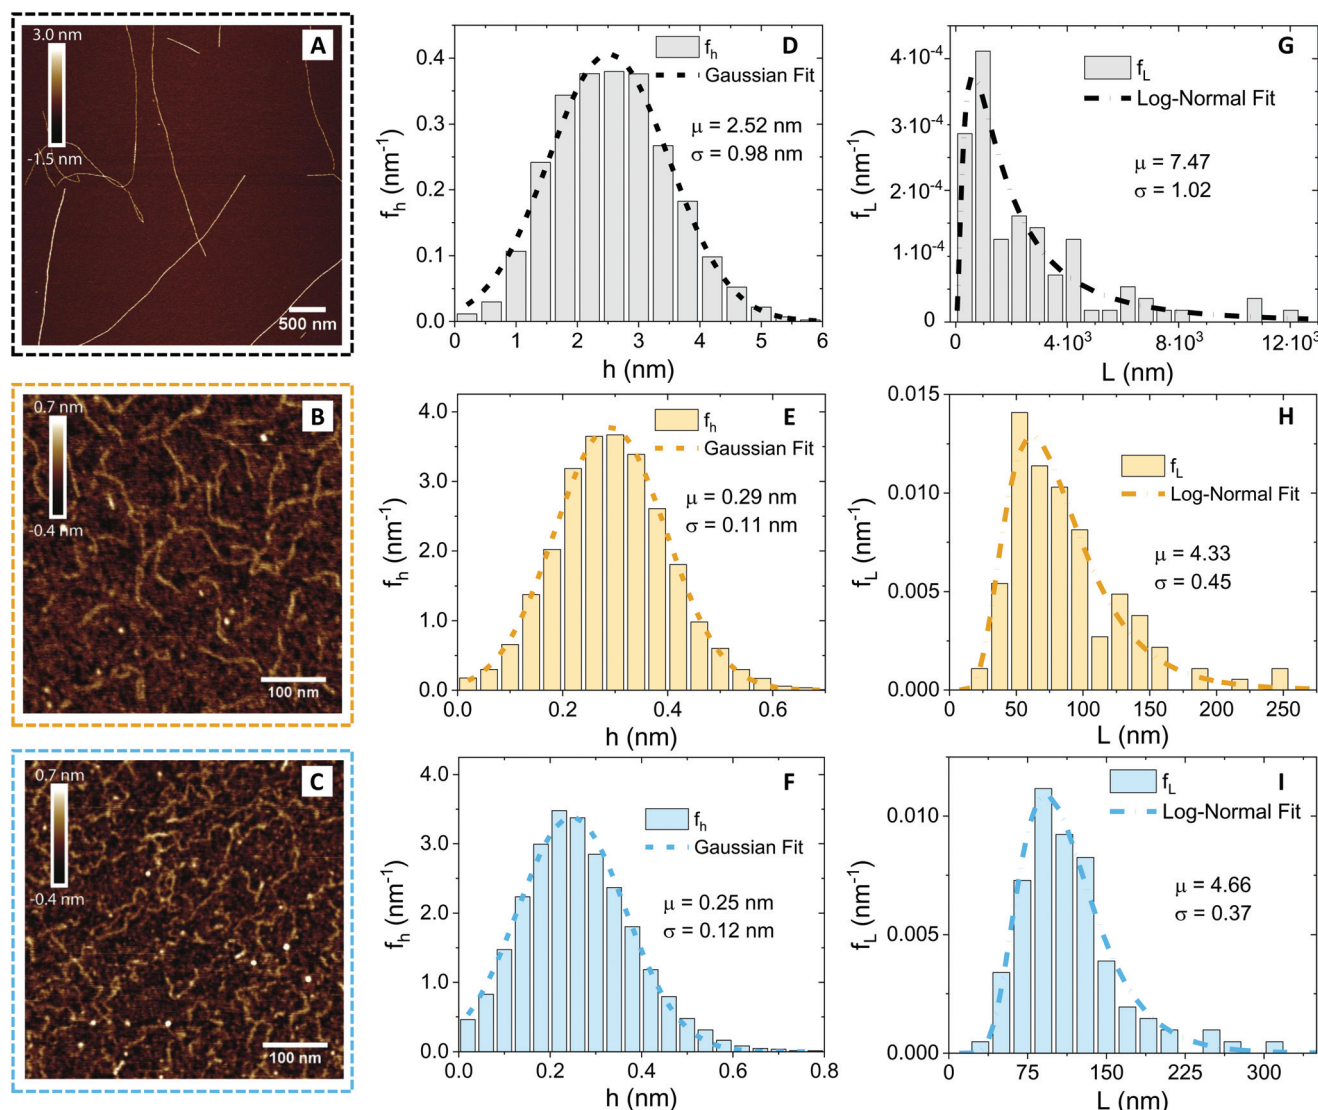 A
3.0 nm
-1.5 nm
500 nm
D
f_h
Gaussian Fit
μ = 2.52 nm
σ = 0.98 nm
f_h (nm⁻¹)
0.4
0.3
0.2
0.1
0.0
0 1 2 3 4 5 6
h (nm)
G
f_L
Log-Normal Fit
μ = 7.47
σ = 1.02
f_L (nm⁻¹)
4·10⁻⁴
3·10⁻⁴
2·10⁻⁴
1·10⁻⁴
0
0 4·10³ 8·10³ 12·10³
L (nm)
B
0.7 nm
-0.4 nm
100 nm
E
f_h
Gaussian Fit
μ = 0.29 nm
σ = 0.11 nm
f_h (nm⁻¹)
4.0
3.0
2.0
1.0
0.0
0.0 0.2 0.4 0.6
h (nm)
H
f_L
Log-Normal Fit
μ = 4.33
σ = 0.45
f_L (nm⁻¹)
0.015
0.010
0.005
0.000
0 50 100 150 200 250
L (nm)
C
0.7 nm
-0.4 nm
100 nm
F
f_h
Gaussian Fit
μ = 0.25 nm
σ = 0.12 nm
f_h (nm⁻¹)
4.0
3.0
2.0
1.0
0.0
0.0 0.2 0.4 0.6 0.8
h (nm)
I
f_L
Log-Normal Fit
μ = 4.66
σ = 0.37
f_L (nm⁻¹)
0.010
0.005
0.000
75 150 225 300
L (nm)